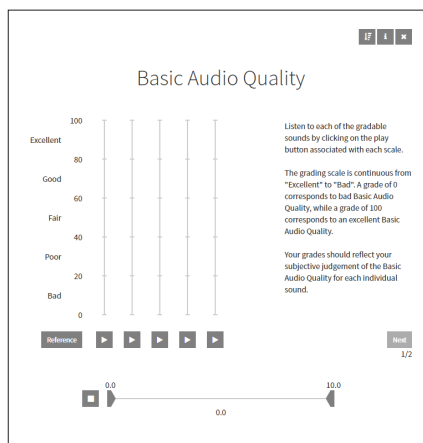 Basic Audio Quality
100
Excellent
80
Good
60
Fair
40
Poor
20
Bad
0
Listen to each of the gradable
sounds by clicking on the play
button associated with each scale.
The grading scale is continuous from
"Excellent" to "Bad". A grade of 0
corresponds to bad Basic Audio
Quality, while a grade of 100
corresponds to an excellent Basic
Audio Quality.
Your grades should reflect your
subjective judgement of the Basic
Audio Quality for each individual
sound.
Reference
Next
1/2
0.0
10.0
0.0